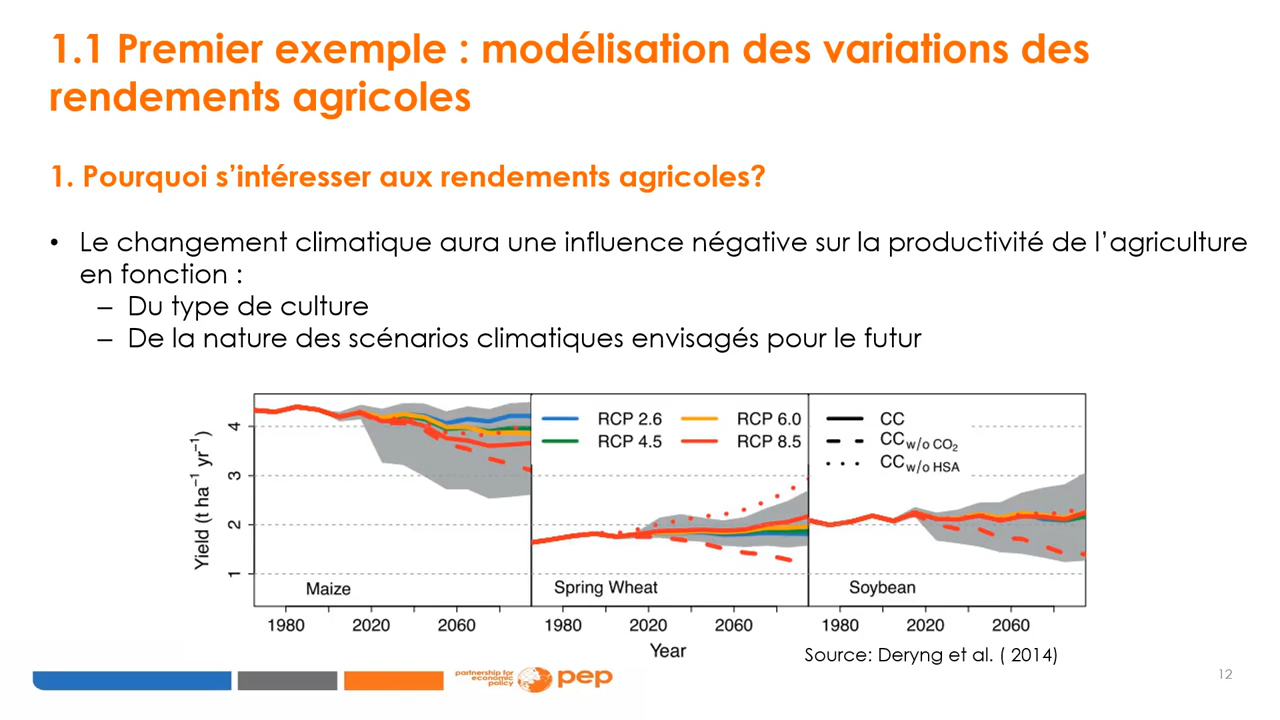 1.1 Premier exemple : modélisation des variations des
rendements agricoles
1. Pourquoi s’intéresser aux rendements agricoles?
• Le changement climatique aura une influence négative sur la productivité de l’agriculture
en fonction :
– Du type de culture
– De la nature des scénarios climatiques envisagés pour le futur
Yield (t ha⁻¹ yr⁻¹)
4
3
2
1
RCP 2.6
RCP 4.5
RCP 6.0
RCP 8.5
CC
CC w/o CO₂
CC w/o HSA
Maize
Spring Wheat
Soybean
1980 2020 2060 1980 2020 2060 1980 2020 2060
Year
Source: Deryng et al. ( 2014)
partnership for
economic
policy
pep
12